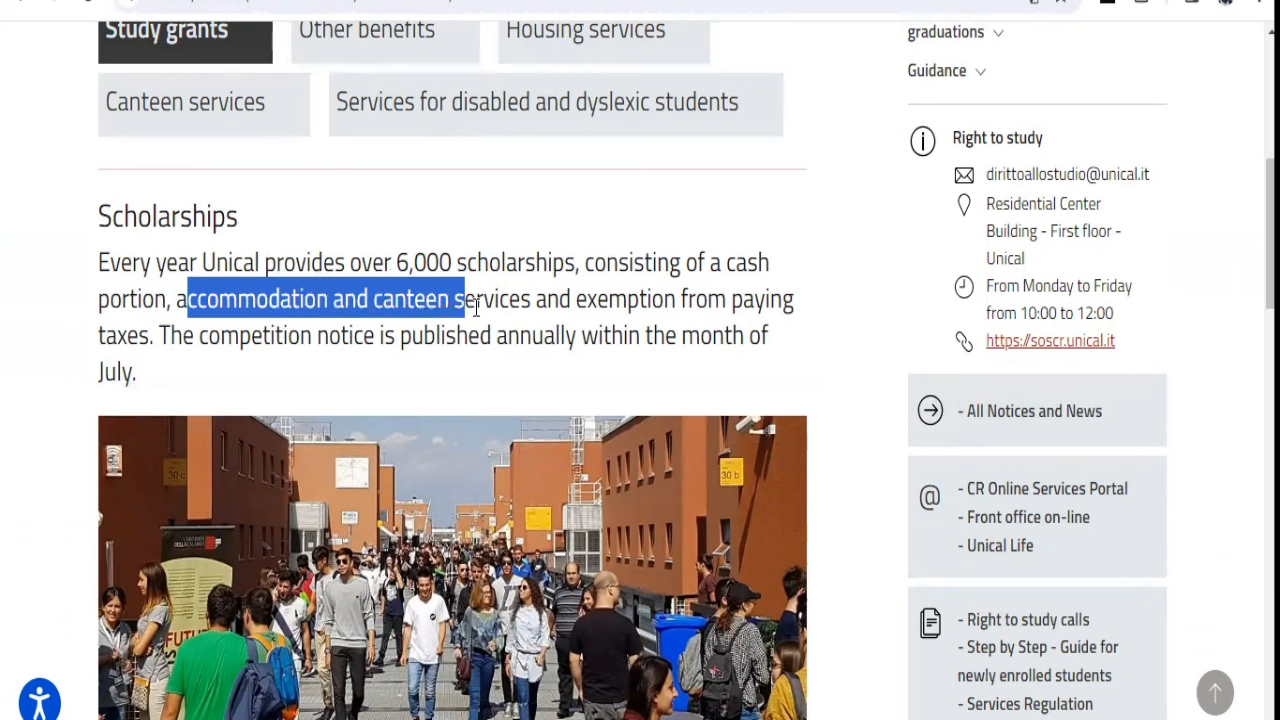 Study grants
Other benefits
Housing services
Canteen services
Services for disabled and dyslexic students
Scholarships
Every year Unical provides over 6,000 scholarships, consisting of a cash
portion, accommodation and canteen services and exemption from paying
taxes. The competition notice is published annually within the month of
July.
30 c
30 b
FUTU
graduations
Guidance
Right to study
dirittoallostudio@unical.it
Residential Center
Building - First floor -
Unical
From Monday to Friday
from 10:00 to 12:00
https://soscr.unical.it
- All Notices and News
- CR Online Services Portal
- Front office on-line
- Unical Life
- Right to study calls
- Step by Step - Guide for
newly enrolled students
- Services Regulation